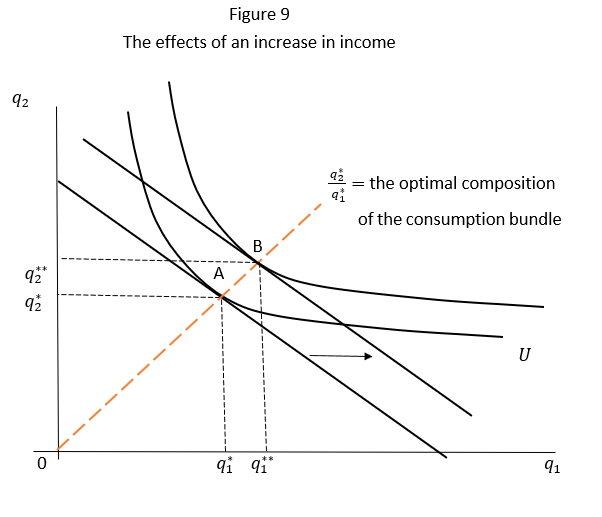 Figure 9
The effects of an increase in income
q₂
q₂*/q₁* = the optimal composition
of the consumption bundle
B
A
q₂**
q₂*
U
0
q₁*
q₁**
q₁